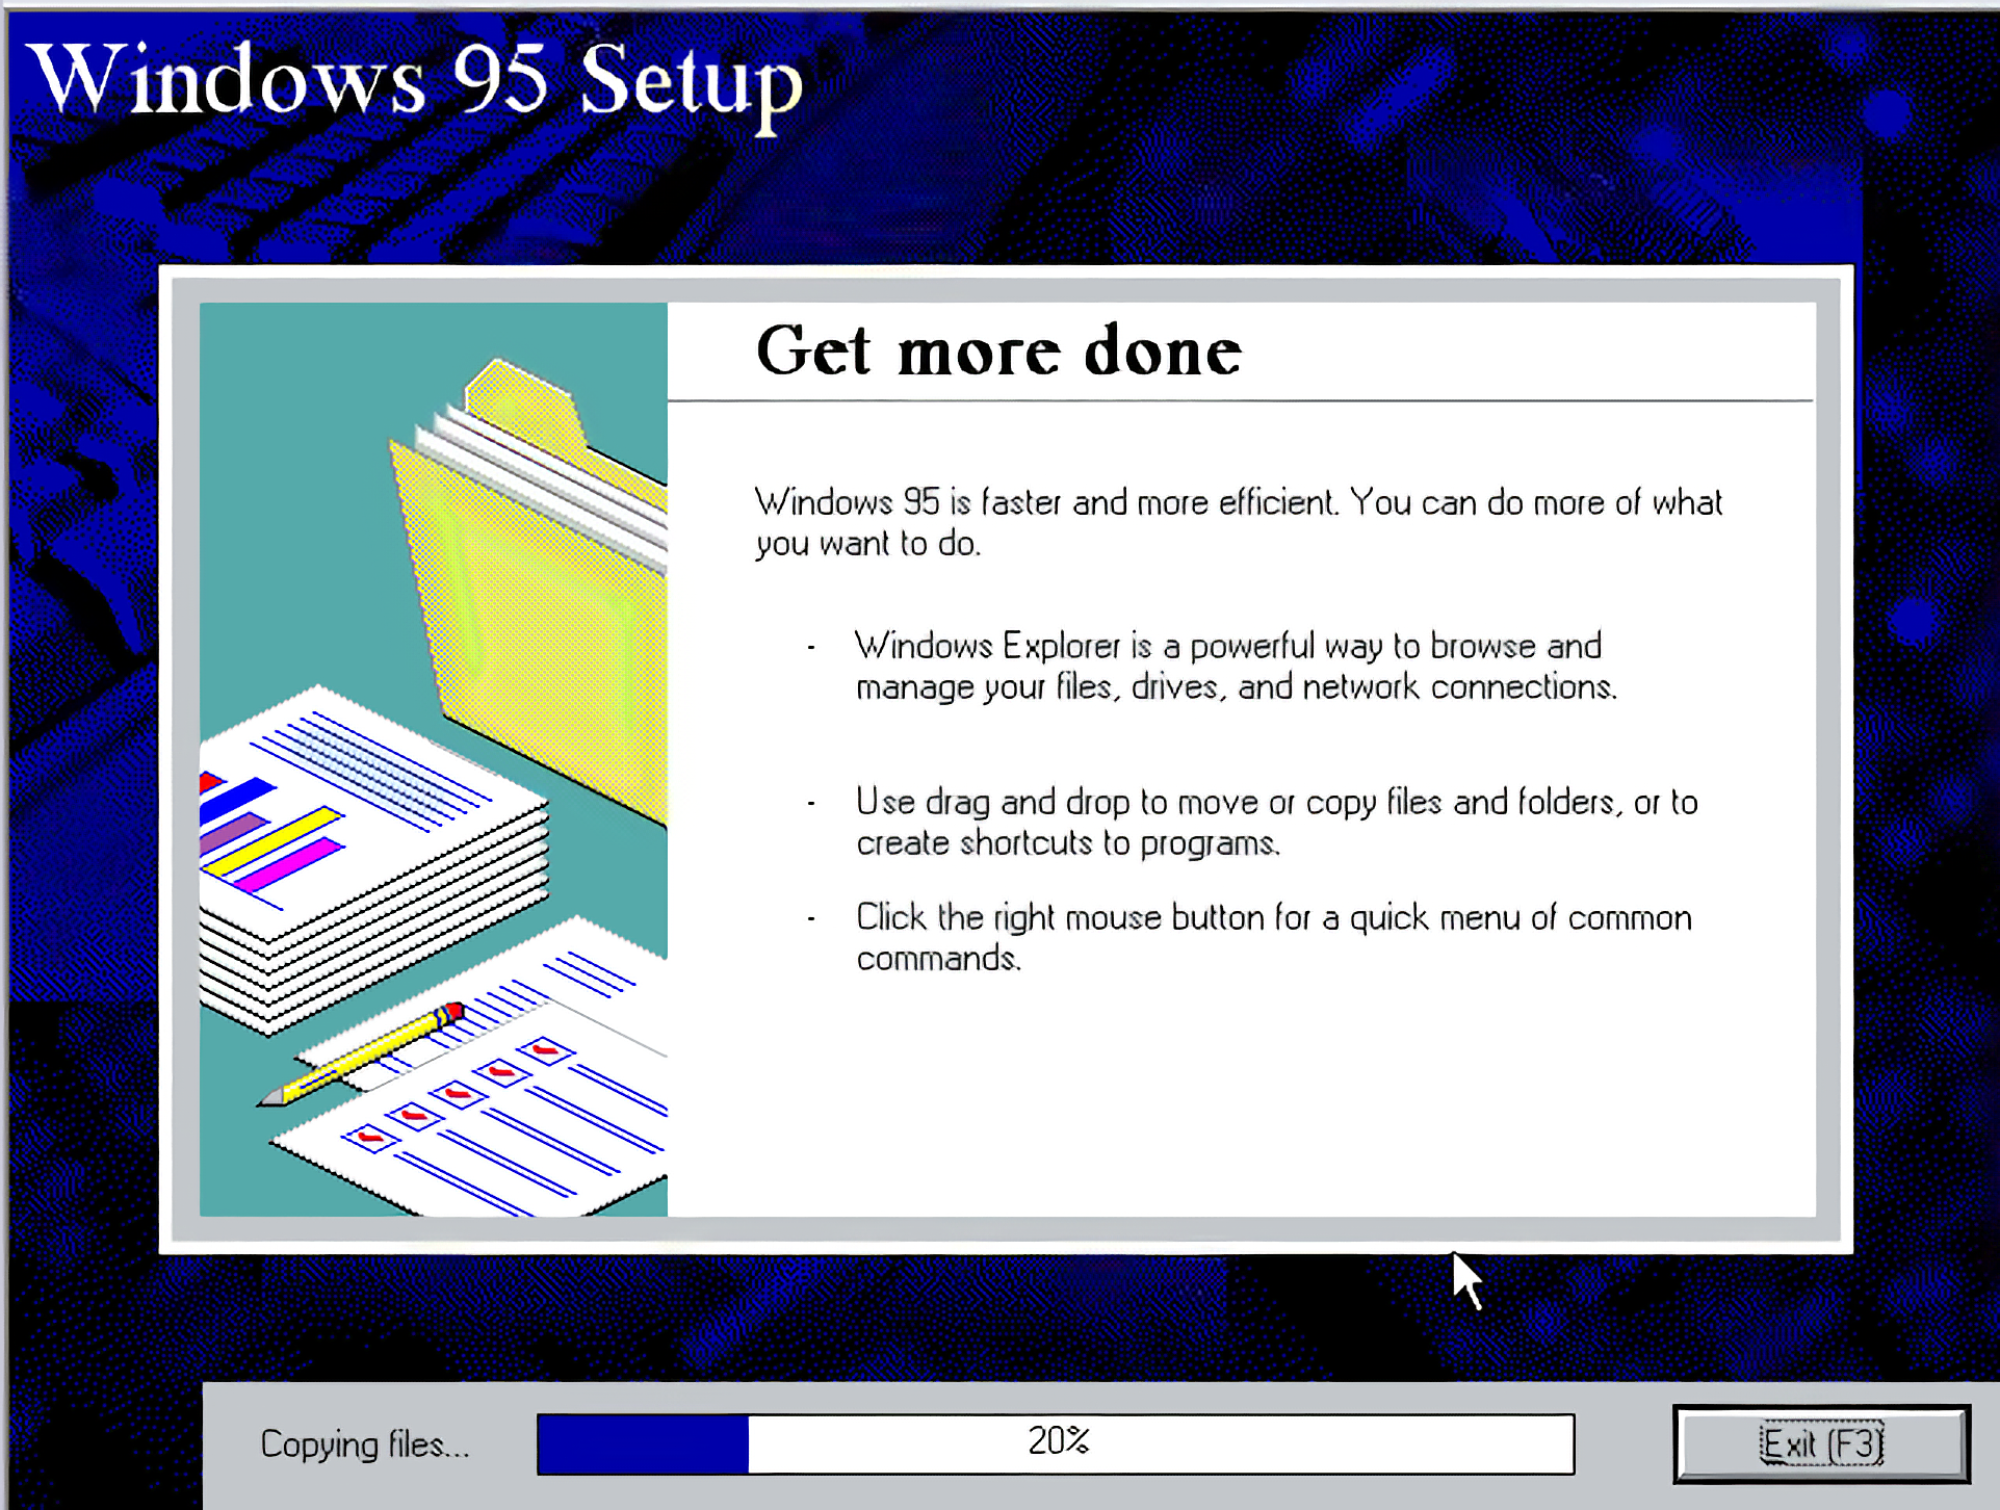 Windows 95 Setup
Get more done
Windows 95 is faster and more efficient. You can do more of what
you want to do.
- Windows Explorer is a powerful way to browse and
manage your files, drives, and network connections.
- Use drag and drop to move or copy files and folders, or to
create shortcuts to programs.
- Click the right mouse button for a quick menu of common
commands.
Copying files...
20%
Exit (F3)